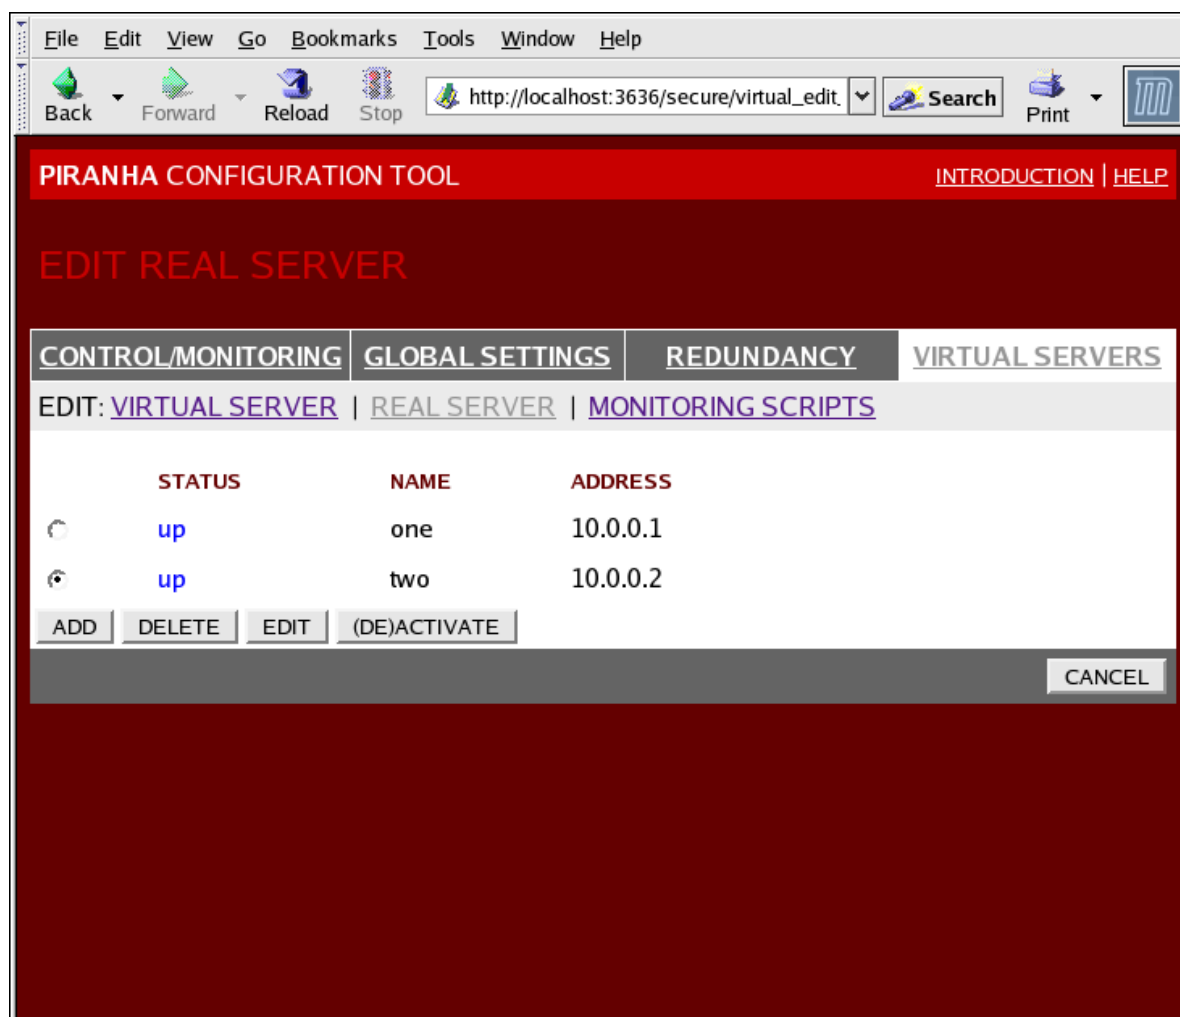 File Edit View Go Bookmarks Tools Window Help
Back Forward Reload Stop http://localhost:3636/secure/virtual_edit_ Search Print
PIRANHA CONFIGURATION TOOL INTRODUCTION | HELP
EDIT REAL SERVER
CONTROL/MONITORING GLOBAL SETTINGS REDUNDANCY VIRTUAL SERVERS
EDIT: VIRTUAL SERVER | REAL SERVER | MONITORING SCRIPTS
STATUS NAME ADDRESS
up one 10.0.0.1
up two 10.0.0.2
ADD DELETE EDIT (DE)ACTIVATE
CANCEL